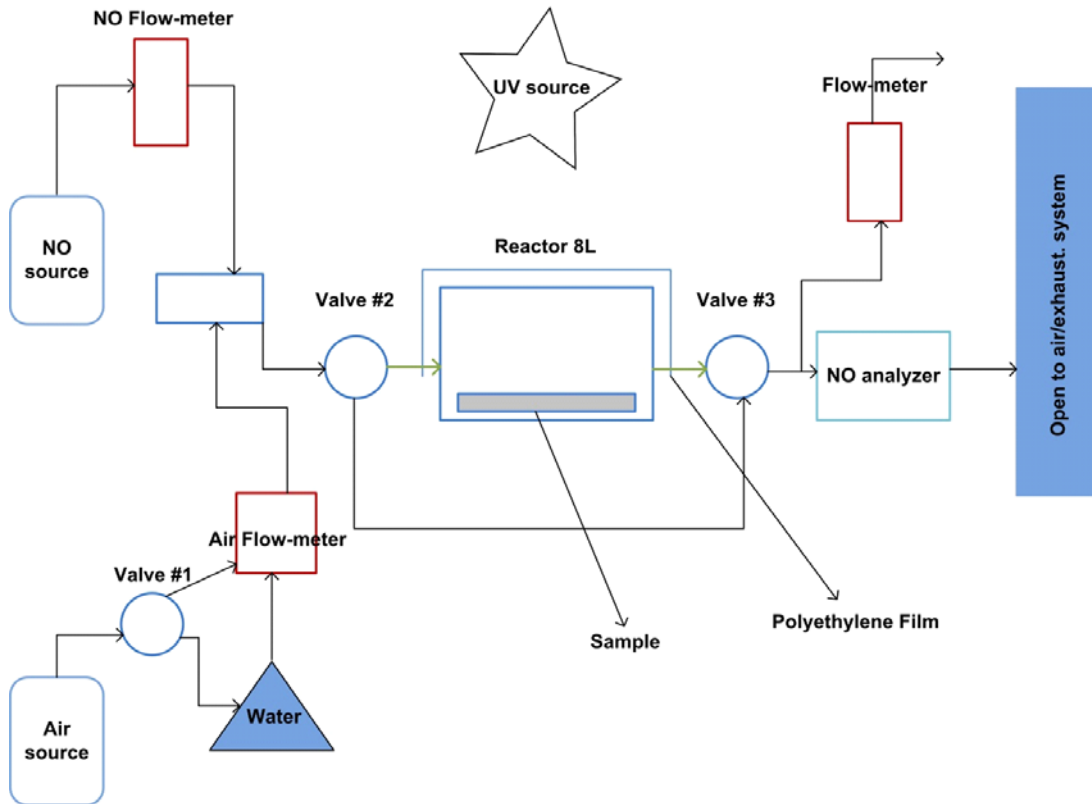 NO Flow-meter
UV source
Flow-meter
NO
source
Reactor 8L
Valve #2
Valve #3
NO analyzer
Open to air/exhaust. system
Air Flow-meter
Valve #1
Sample
Polyethylene Film
Water
Air
source